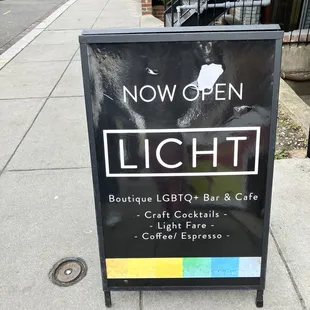 NOW OPEN
LICHT
Boutique LGBTQ+ Bar & Cafe
- Craft Cocktails -
- Light Fare -
- Coffee/ Espresso -